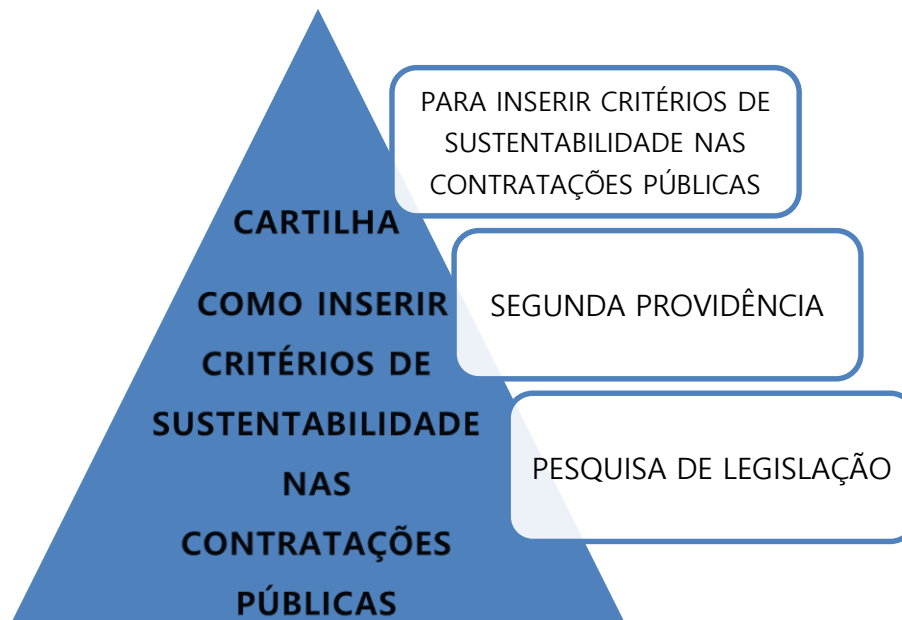 CARTILHA
COMO INSERIR
CRITÉRIOS DE
SUSTENTABILIDADE
NAS
CONTRATAÇÕES
PÚBLICAS
PARA INSERIR CRITÉRIOS DE
SUSTENTABILIDADE NAS
CONTRATAÇÕES PÚBLICAS
SEGUNDA PROVIDÊNCIA
PESQUISA DE LEGISLAÇÃO